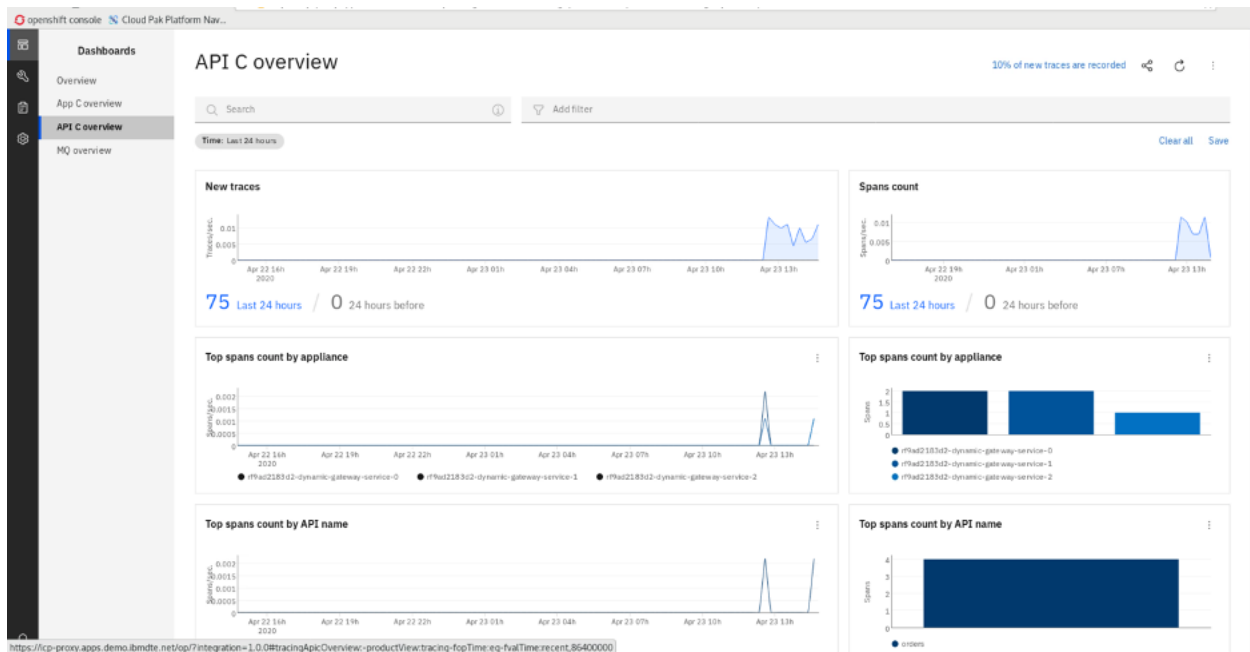 openshift console Cloud Pak Platform Nav...
Dashboards
Overview
App C overview
API C overview
MQ overview
API C overview
10% of new traces are recorded
Search
Add filter
Time: Last 24 hours
Clear all Save
New traces
Traces/sec.
0.01
0.005
0
Apr 22 16h Apr 22 19h Apr 22 22h Apr 23 01h Apr 23 04h Apr 23 07h Apr 23 10h Apr 23 13h
2020
75 Last 24 hours / 0 24 hours before
Spans count
Spans/sec.
0.01
0.005
0
Apr 22 19h Apr 23 01h Apr 23 07h Apr 23 13h
2020
75 Last 24 hours / 0 24 hours before
Top spans count by appliance
Spans/sec.
0.002
0.0015
0.001
0.0005
0
Apr 22 16h Apr 22 19h Apr 22 22h Apr 23 01h Apr 23 04h Apr 23 07h Apr 23 10h Apr 23 13h
2020
rf9ad2183d2-dynamic-gateway-service-0 rf9ad2183d2-dynamic-gateway-service-1 rf9ad2183d2-dynamic-gateway-service-2
Top spans count by appliance
Spans
2
1.5
1
0.5
0
rf9ad2183d2-dynamic-gateway-service-0
rf9ad2183d2-dynamic-gateway-service-1
rf9ad2183d2-dynamic-gateway-service-2
Top spans count by API name
Spans/sec.
0.002
0.0015
0.001
0.0005
0
Apr 22 16h Apr 22 19h Apr 22 22h Apr 23 01h Apr 23 04h Apr 23 07h Apr 23 10h Apr 23 13h
2020
Top spans count by API name
Spans
4
3
2
1
0
orders
https://icp-proxy.apps.demo.ibmdte.net/op/?integration=1.0.0#tracingApicOverview:-productView:tracing-fopTime:eq-fvalTime:recent,86400000